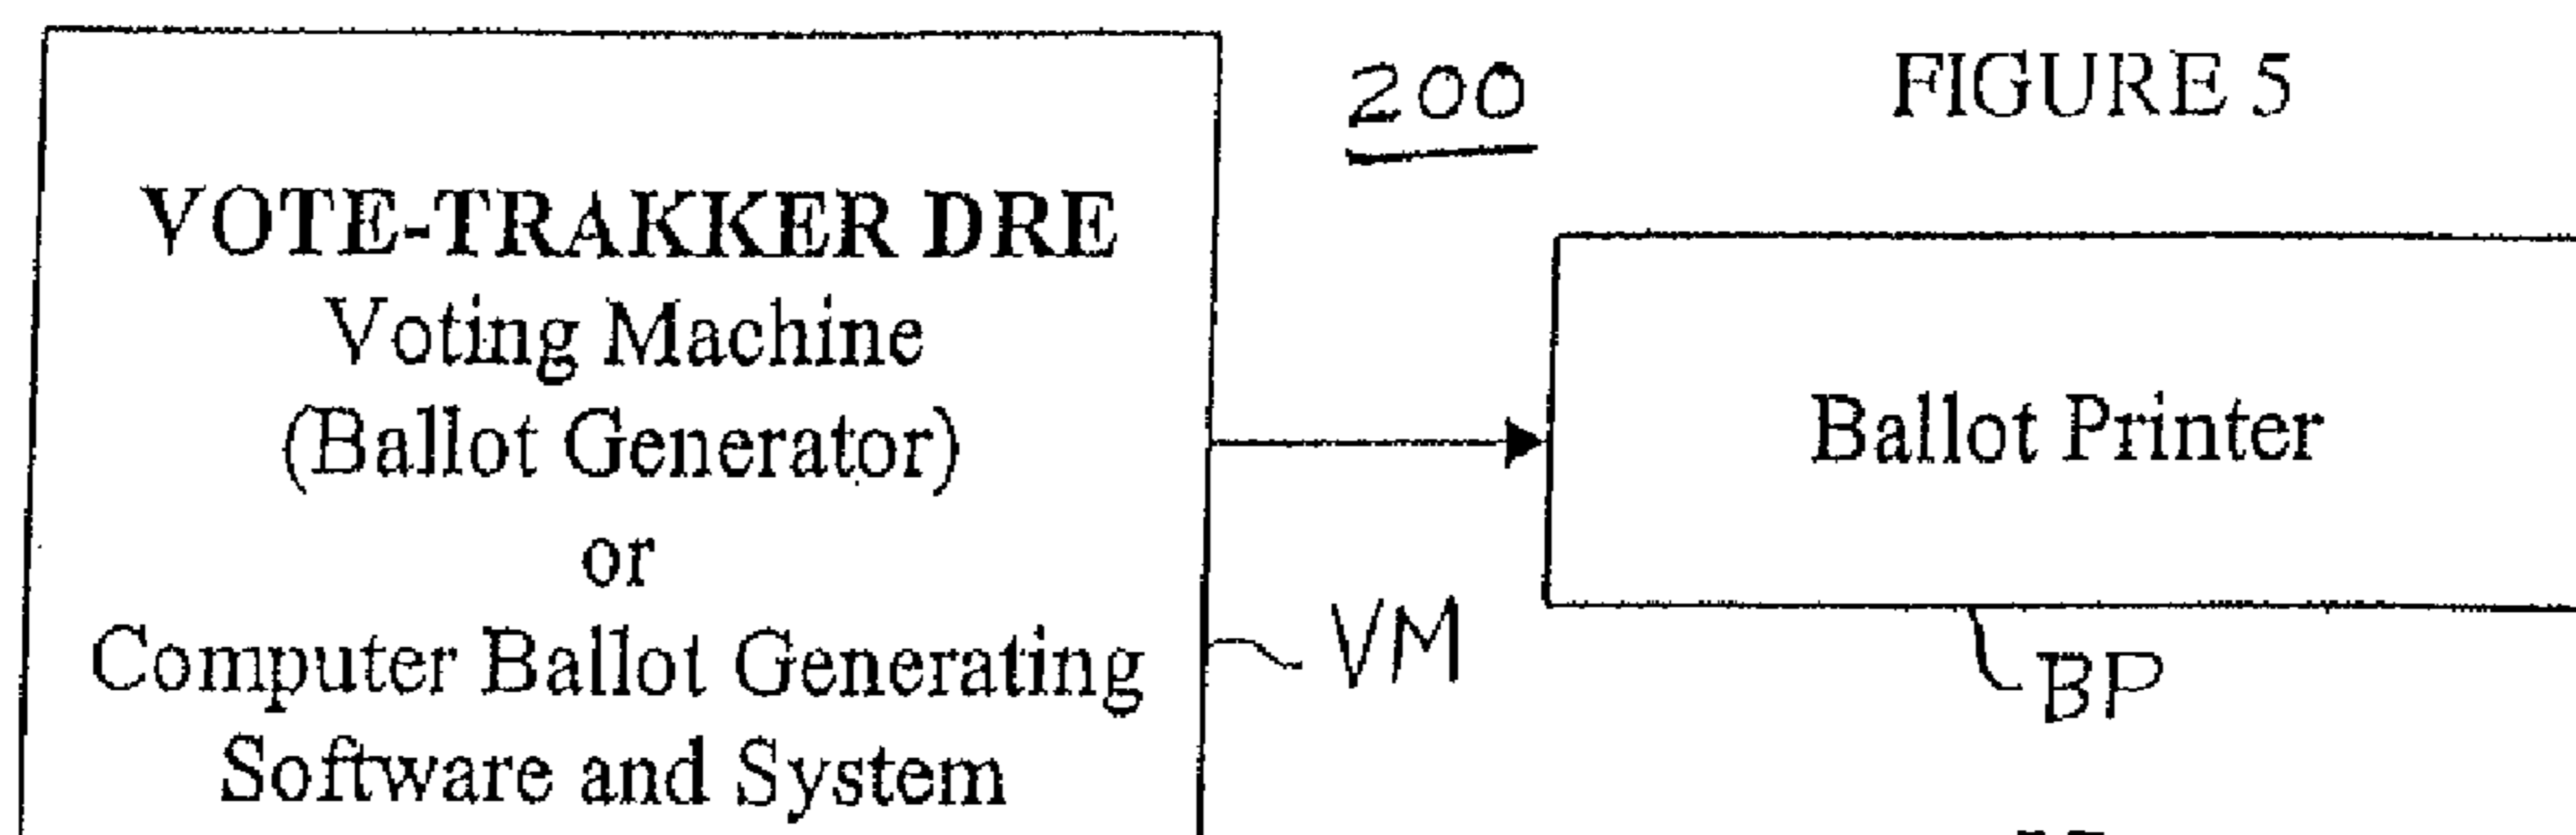 VOTE-TRAKKER DRE
Voting Machine
(Ballot Generator)
or
Computer Ballot Generating
Software and System
200
FIGURE 5
Ballot Printer
VM
BP